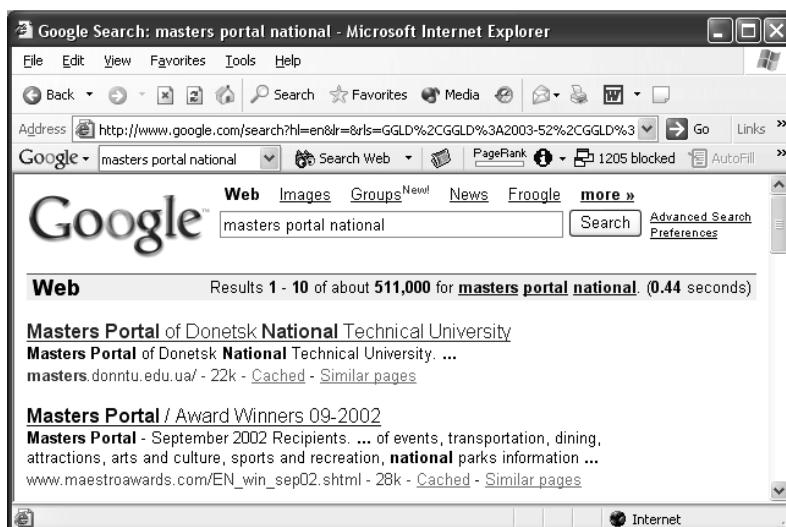 Google Search: masters portal national - Microsoft Internet Explorer
File Edit View Favorites Tools Help
Back Search Favorites Media W
Address http://www.google.com/search?hl=en&lr=&rls=GGLD%2CGGLD%3A2003-52%2CGGLD%3 Go Links »
Google masters portal national Search Web PageRank 1205 blocked AutoFill »
Web Images Groups New! News Froogle more »
Google™ masters portal national Search Advanced Search
Preferences
Web Results 1 - 10 of about 511,000 for masters portal national. (0.44 seconds)
Masters Portal of Donetsk National Technical University
Masters Portal of Donetsk National Technical University. ...
masters.donntu.edu.ua/ - 22k - Cached - Similar pages
Masters Portal / Award Winners 09-2002
Masters Portal - September 2002 Recipients. ... of events, transportation, dining,
attractions, arts and culture, sports and recreation, national parks information ...
www.maestroawards.com/EN_win_sep02.shtml - 28k - Cached - Similar pages
Internet